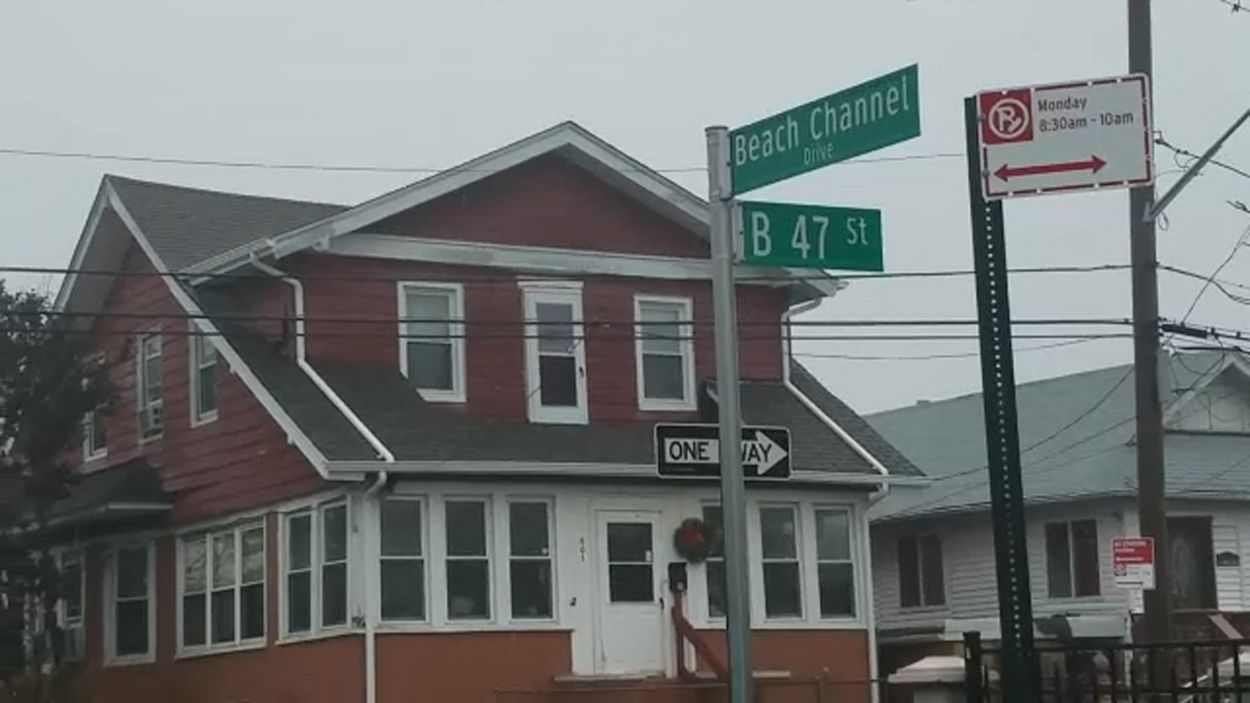 Beach Channel
Drive
B 47 St
Monday
8:30am - 10am
ONE WAY